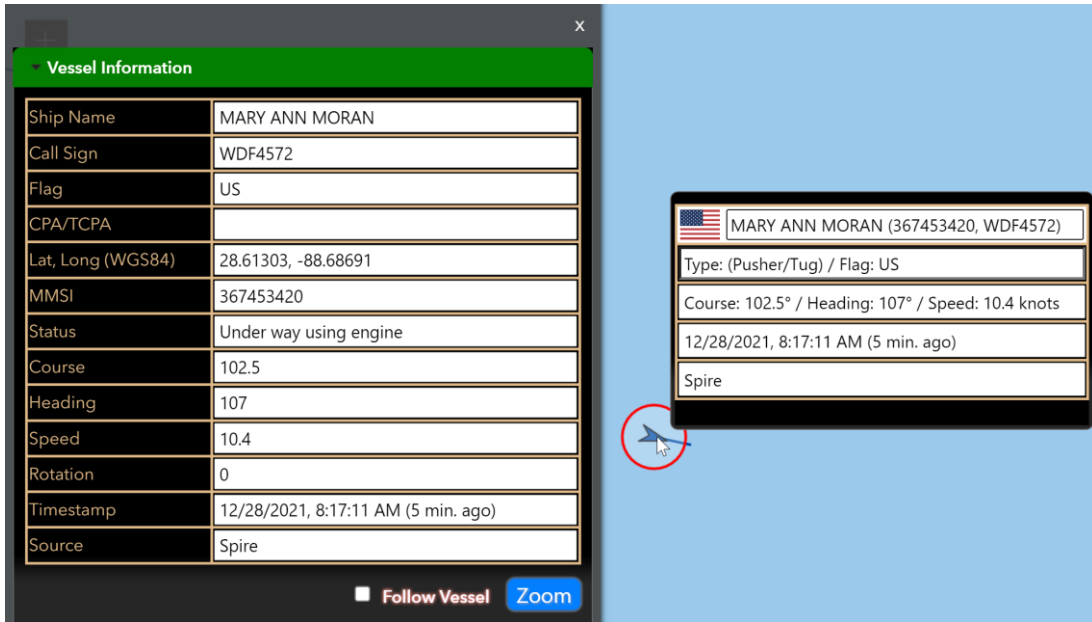 x
Vessel Information
Ship Name MARY ANN MORAN
Call Sign WDF4572
Flag US
CPA/TCPA
Lat, Long (WGS84) 28.61303, -88.68691
MMSI 367453420
Status Under way using engine
Course 102.5
Heading 107
Speed 10.4
Rotation 0
Timestamp 12/28/2021, 8:17:11 AM (5 min. ago)
Source Spire
Follow Vessel Zoom
MARY ANN MORAN (367453420, WDF4572)
Type: (Pusher/Tug) / Flag: US
Course: 102.5° / Heading: 107° / Speed: 10.4 knots
12/28/2021, 8:17:11 AM (5 min. ago)
Spire